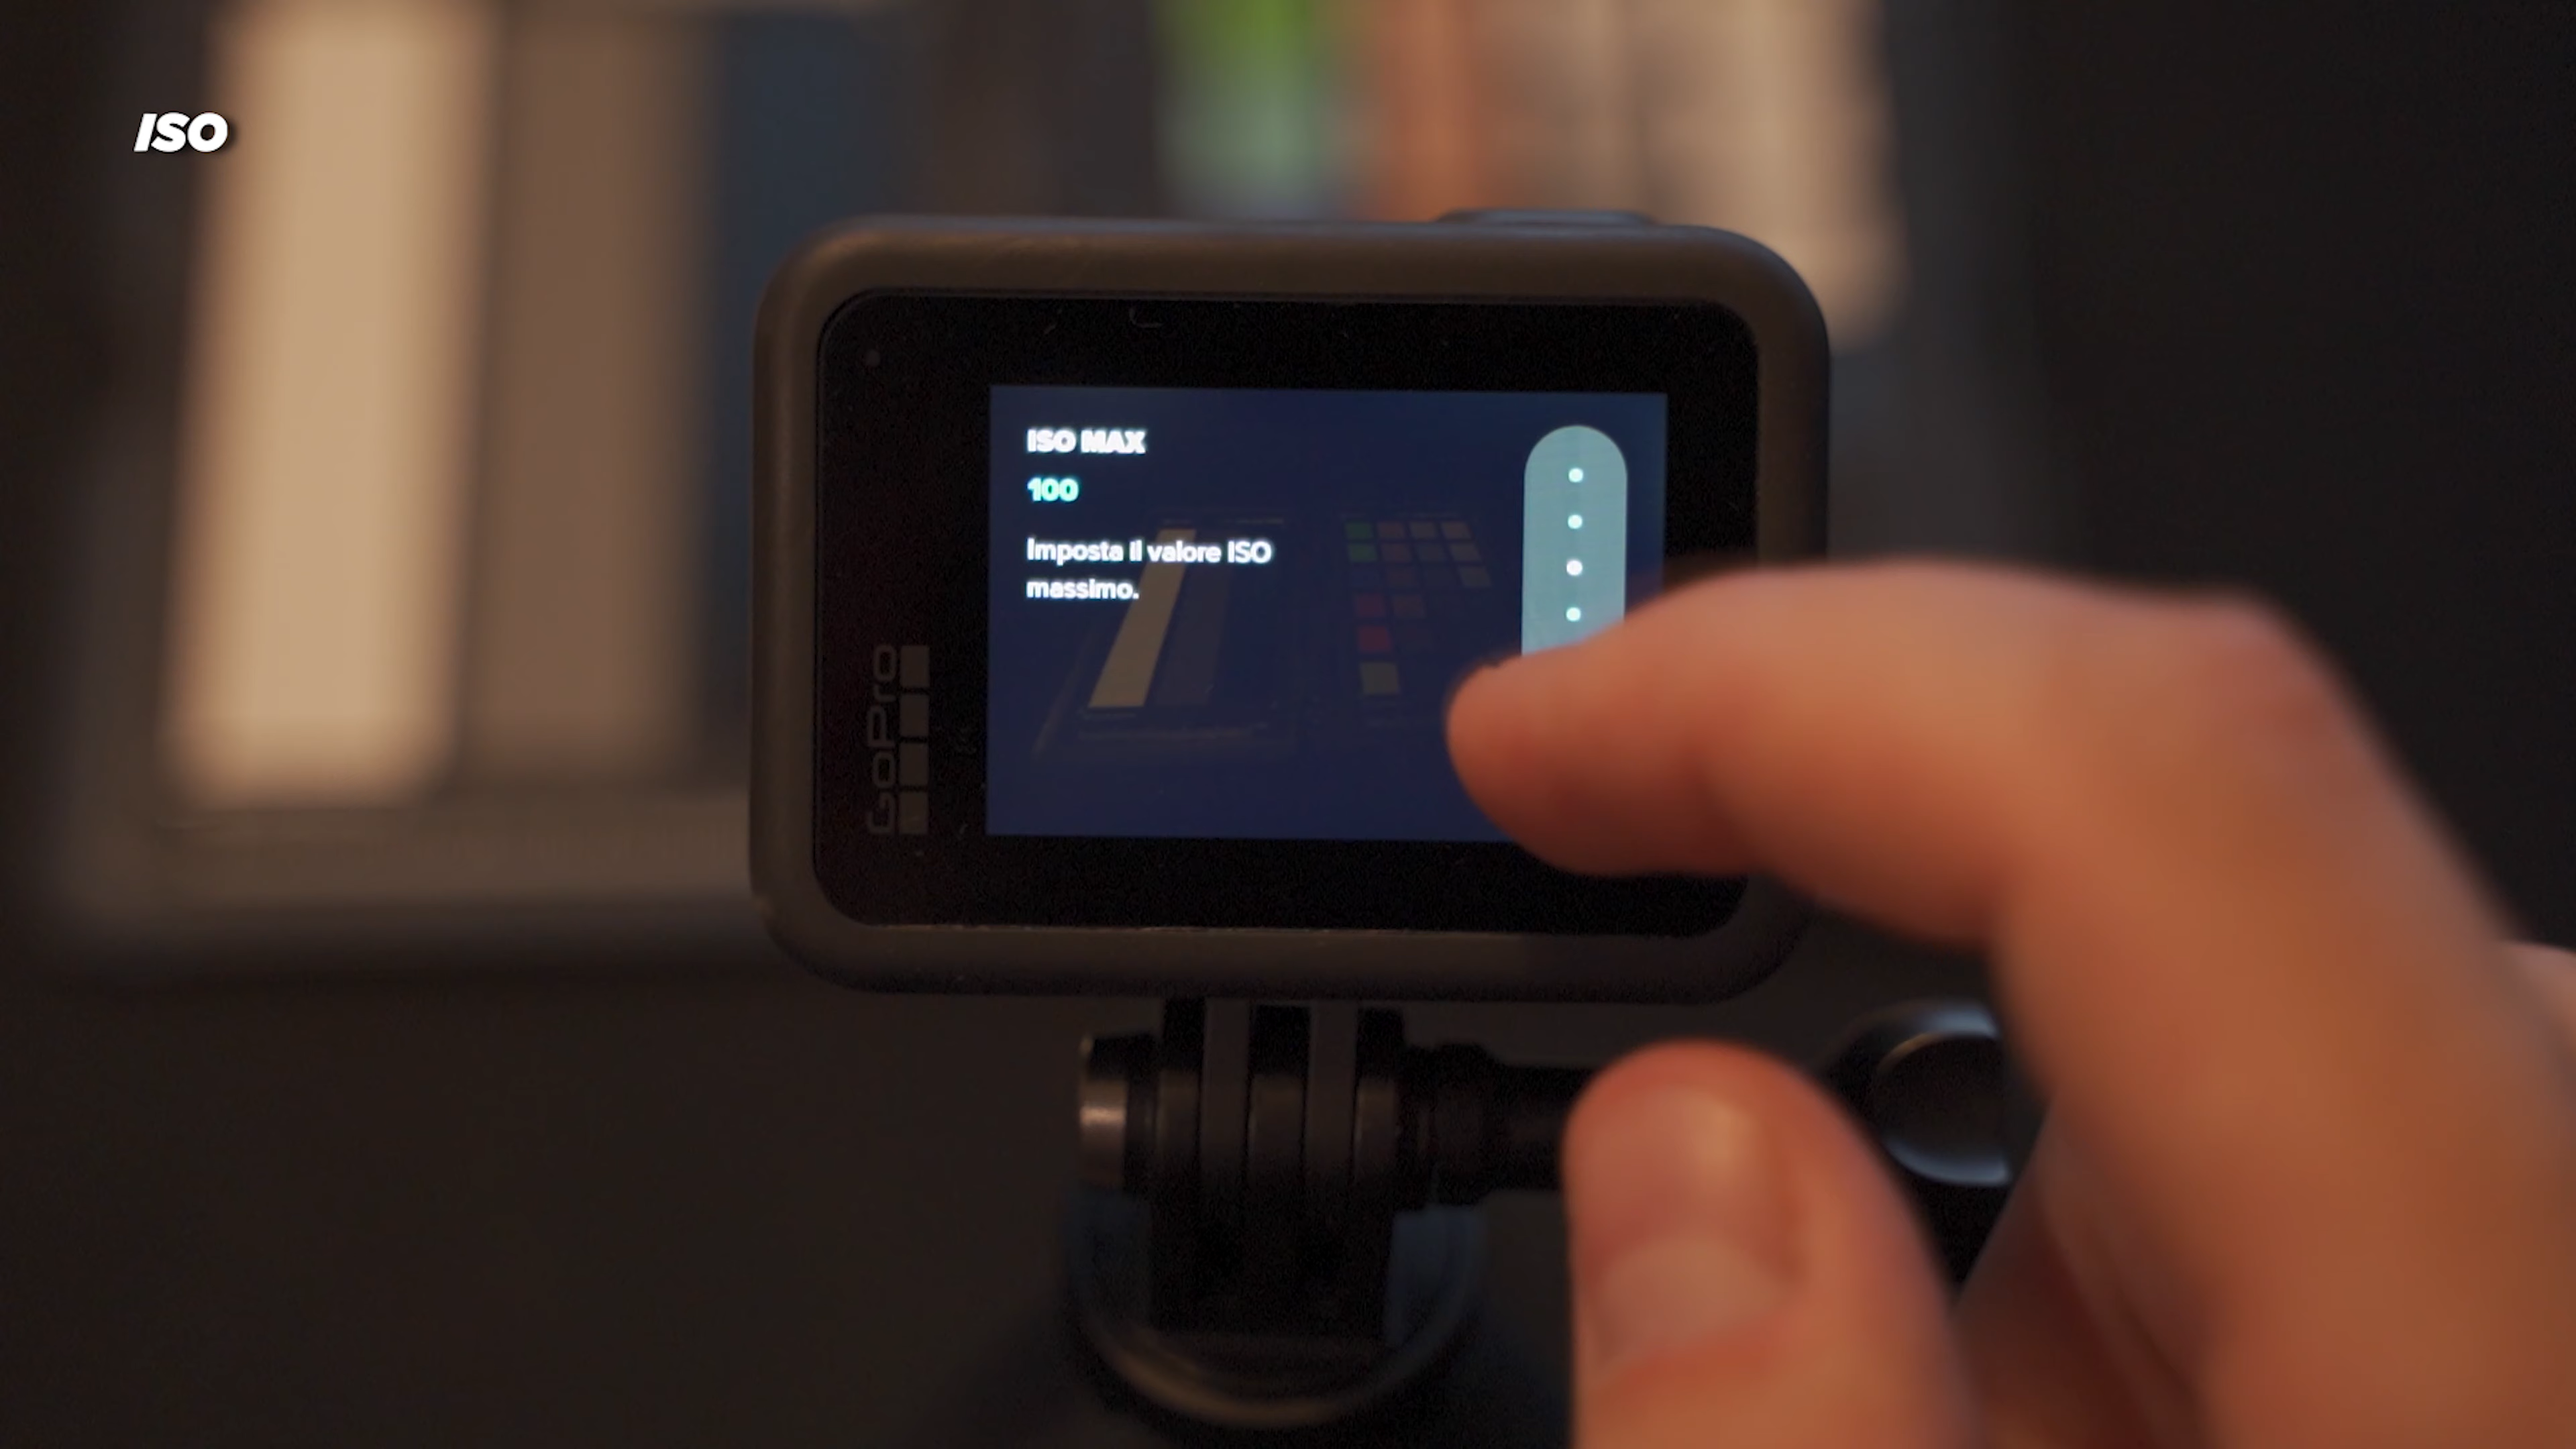 ISO
ISO MAX
100
Imposta il valore ISO
massimo.
GoPro